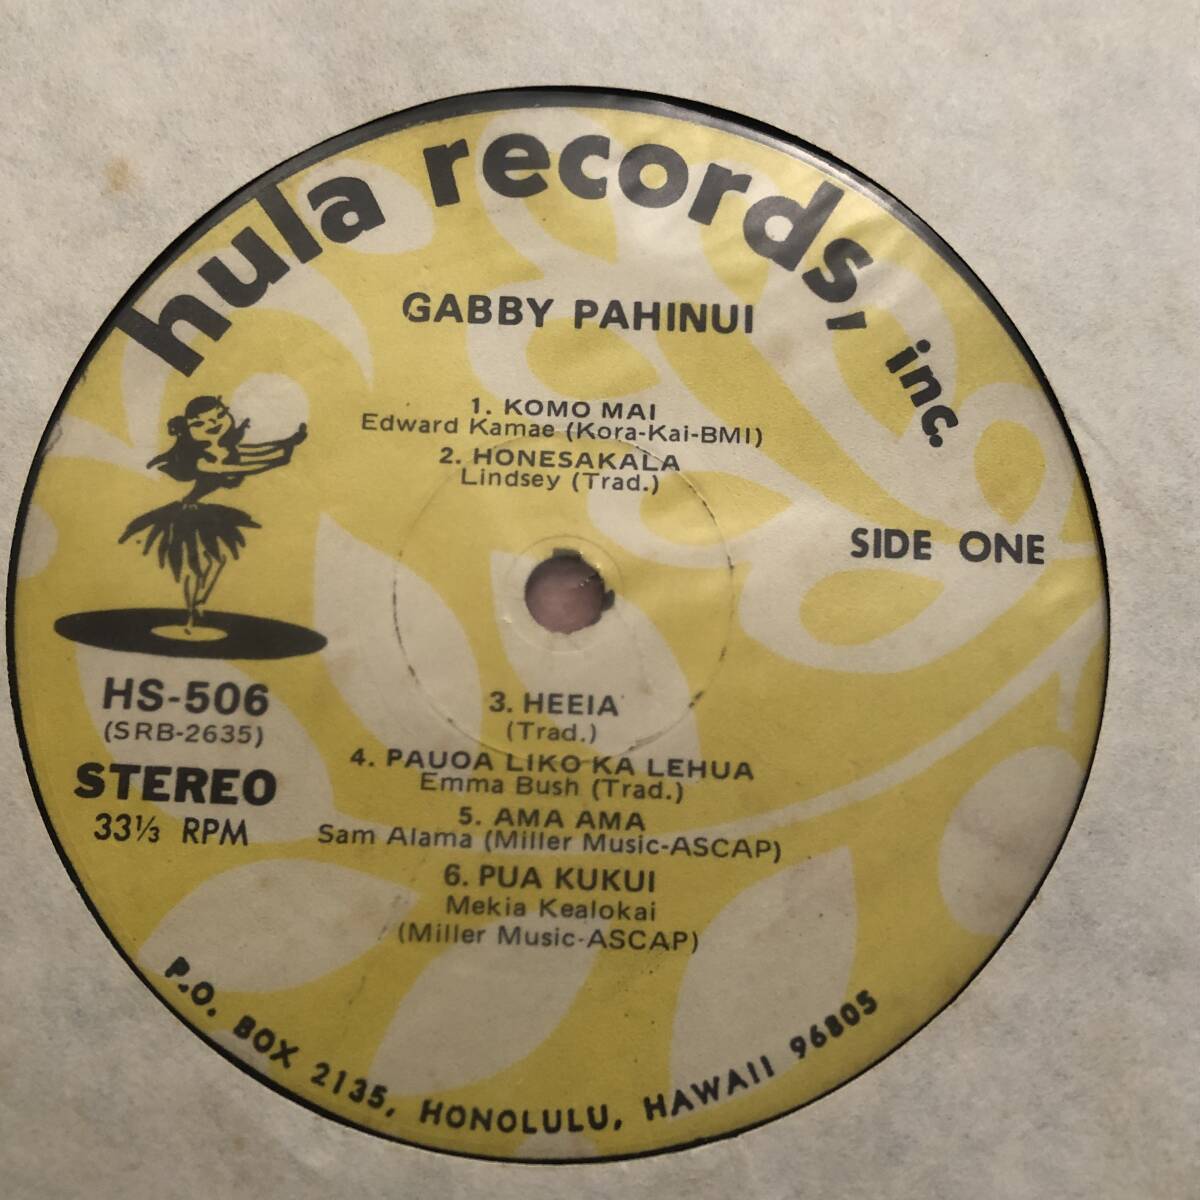 hula records, inc.
GABBY PAHINUI
1. KOMO MAI
Edward Kamae (Kora-Kai-BMI)
2. HONESAKALA
Lindsey (Trad.)
SIDE ONE
HS-506
(SRB-2635)
STEREO
33⅓ RPM
3. HEEIA
(Trad.)
4. PAUOA LIKO KA LEHUA
Emma Bush (Trad.)
5. AMA AMA
Sam Alama (Miller Music-ASCAP)
6. PUA KUKUI
Mekia Kealokai
(Miller Music-ASCAP)
P.O. BOX 2135, HONOLULU, HAWAII 96805